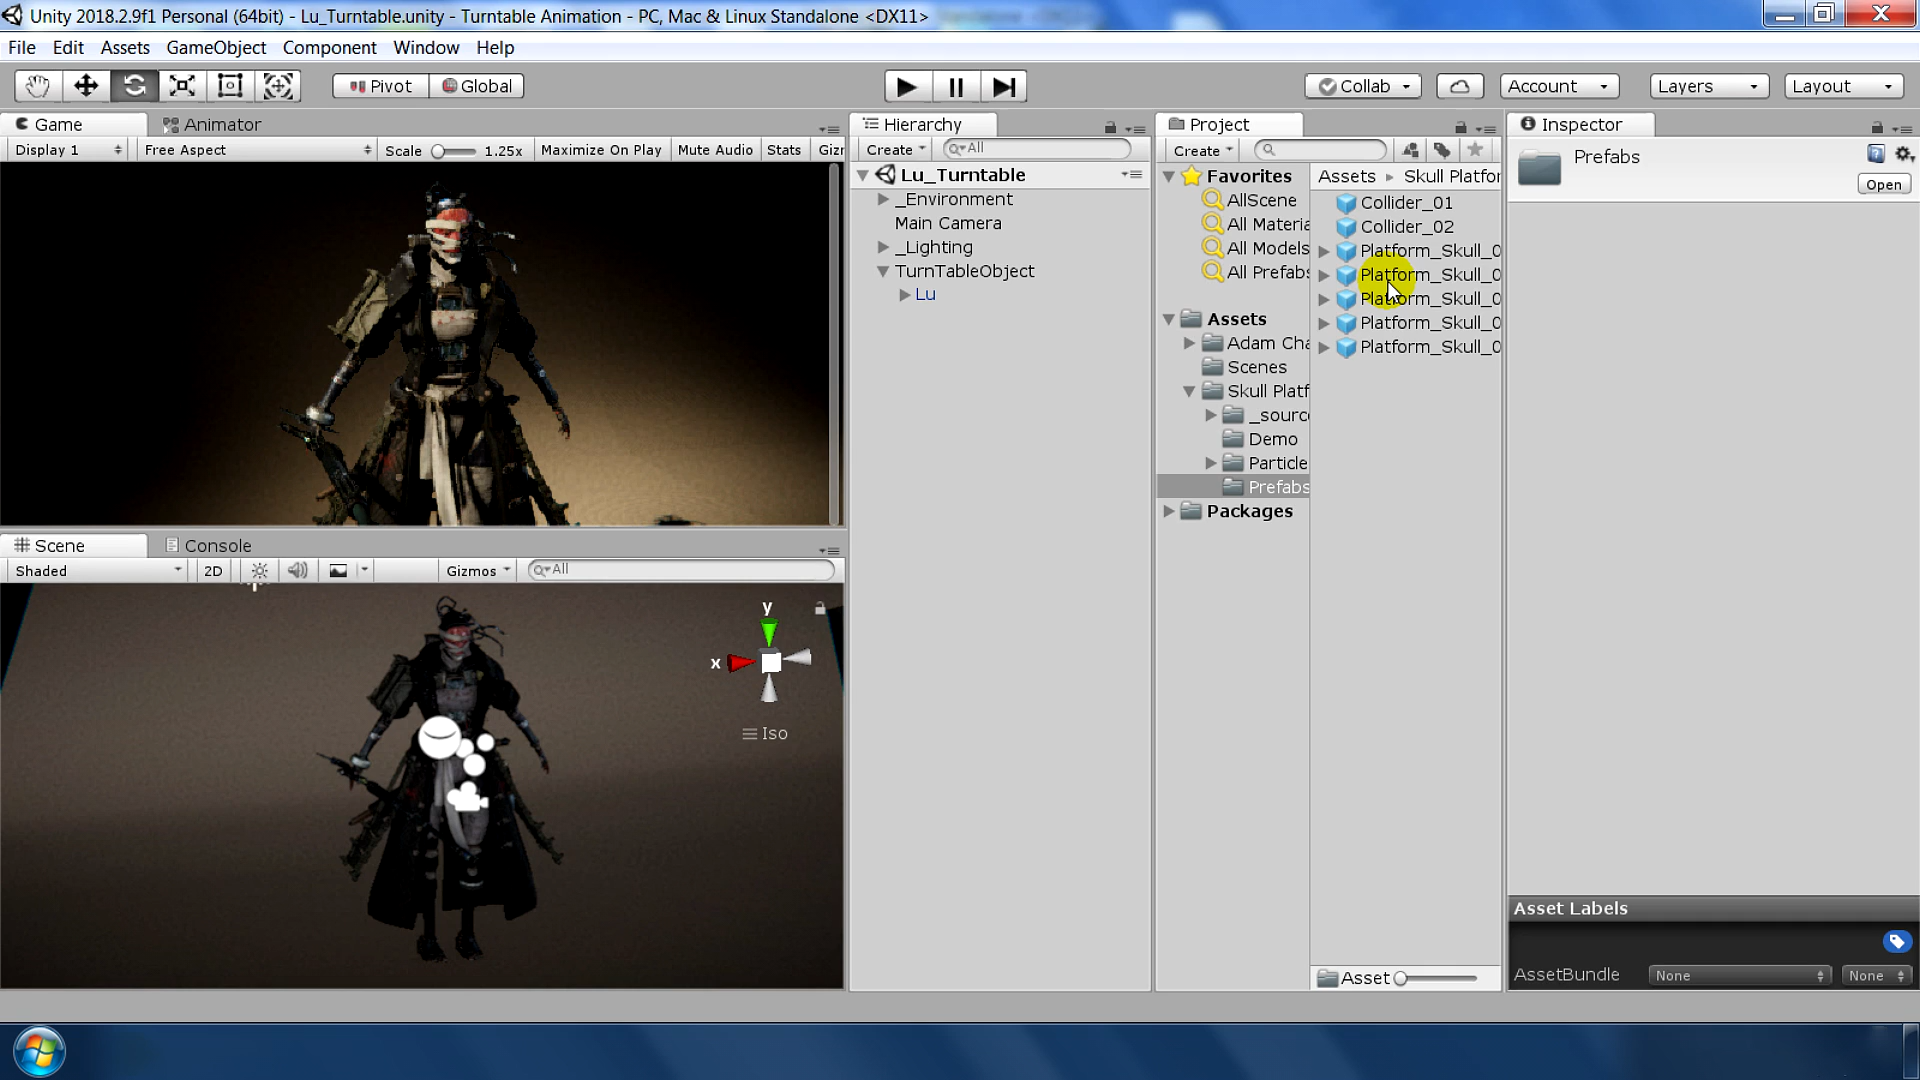 Unity 2018.2.9f1 Personal (64bit) - Lu_Turntable.unity - Turntable Animation - PC, Mac & Linux Standalone <DX11>
File Edit Assets GameObject Component Window Help
Pivot Global Collab Account Layers Layout
Game Animator
Display 1 Free Aspect Scale 1.25x Maximize On Play Mute Audio Stats Giz
Scene Console
Shaded 2D Gizmos All
y
x
Iso
Hierarchy
Create All
Lu_Turntable
_Environment
Main Camera
_Lighting
TurnTableObject
Lu
Project
Create
Favorites
AllScene
All Materia
All Models
All Prefabs
Assets
Adam Cha
Scenes
Skull Platf
_source
Demo
Particle
Prefabs
Packages
Assets Skull Platfor
Collider_01
Collider_02
Platform_Skull_0
Platform_Skull_0
Platform_Skull_0
Platform_Skull_0
Platform_Skull_0
Asset
Inspector
Prefabs
Open
Asset Labels
AssetBundle None None